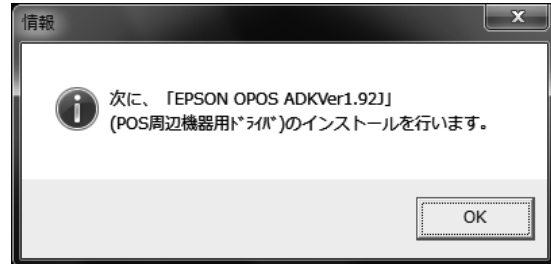 情報
次に、「EPSON OPOS ADKVer1.92J」
(POS周辺機器用ﾄﾞﾗｲﾊﾞ)のインストールを行います。
OK